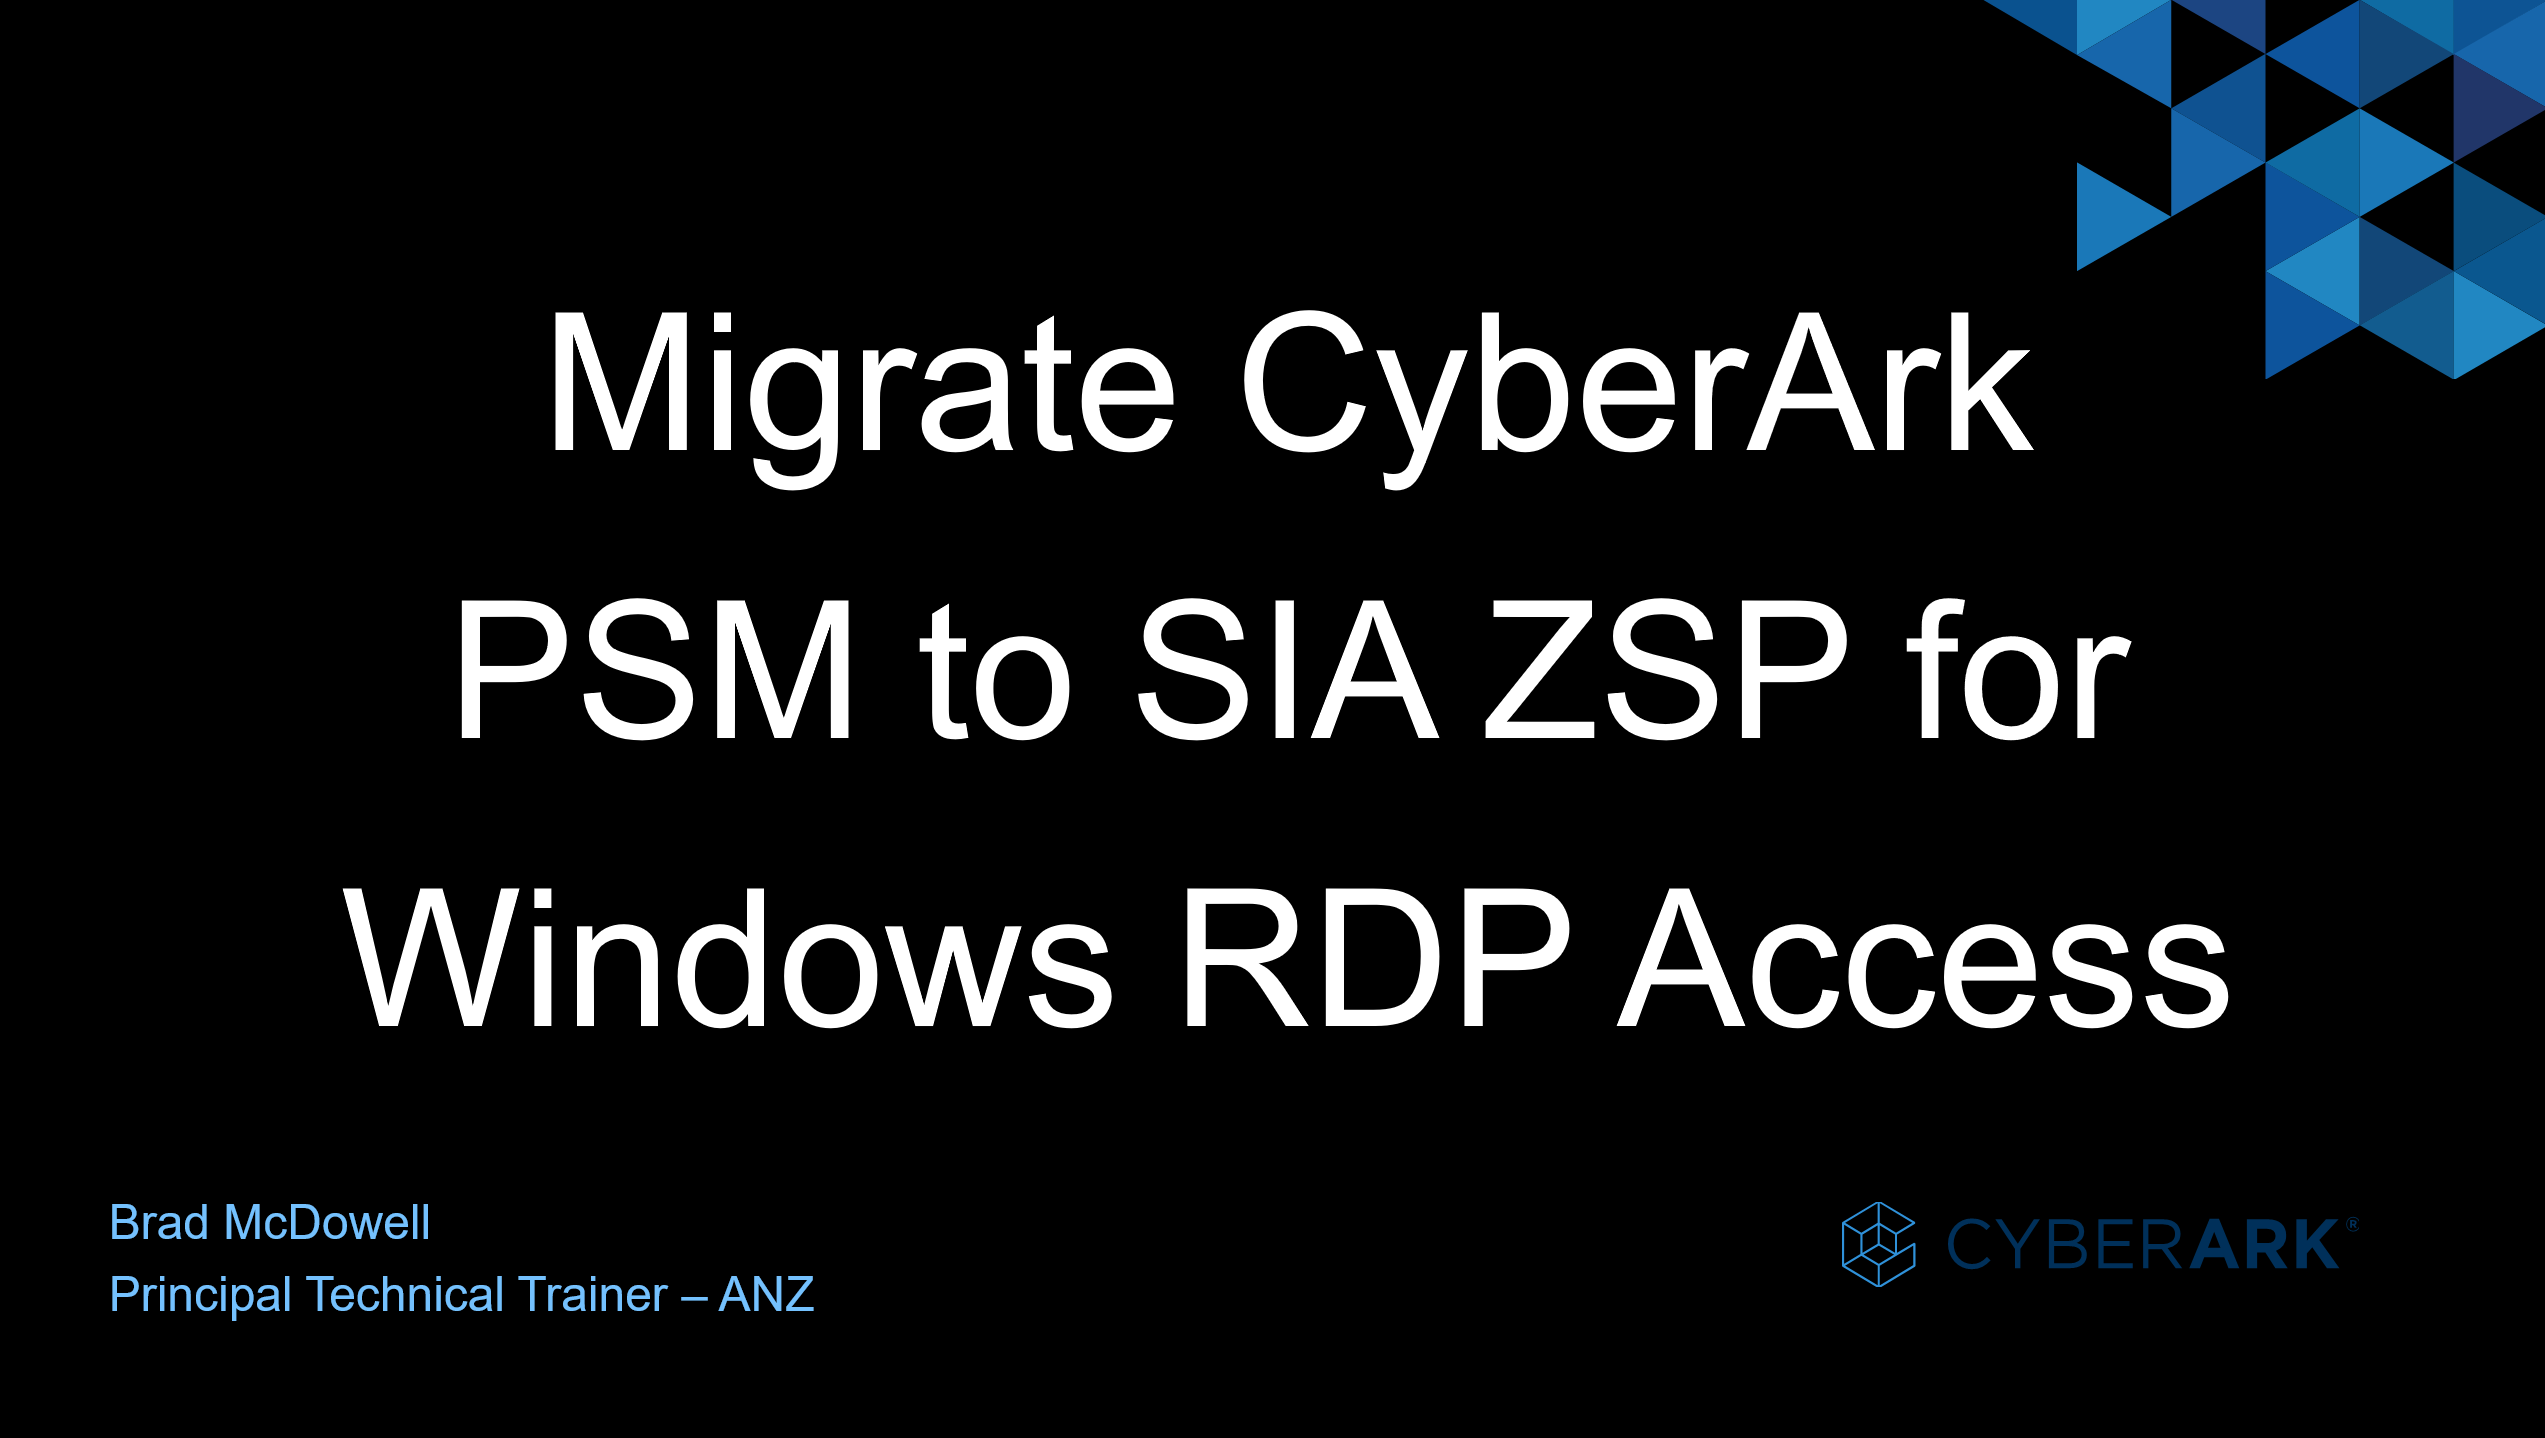 Migrate CyberArk
PSM to SIA ZSP for
Windows RDP Access
Brad McDowell
Principal Technical Trainer – ANZ
CYBERARK®